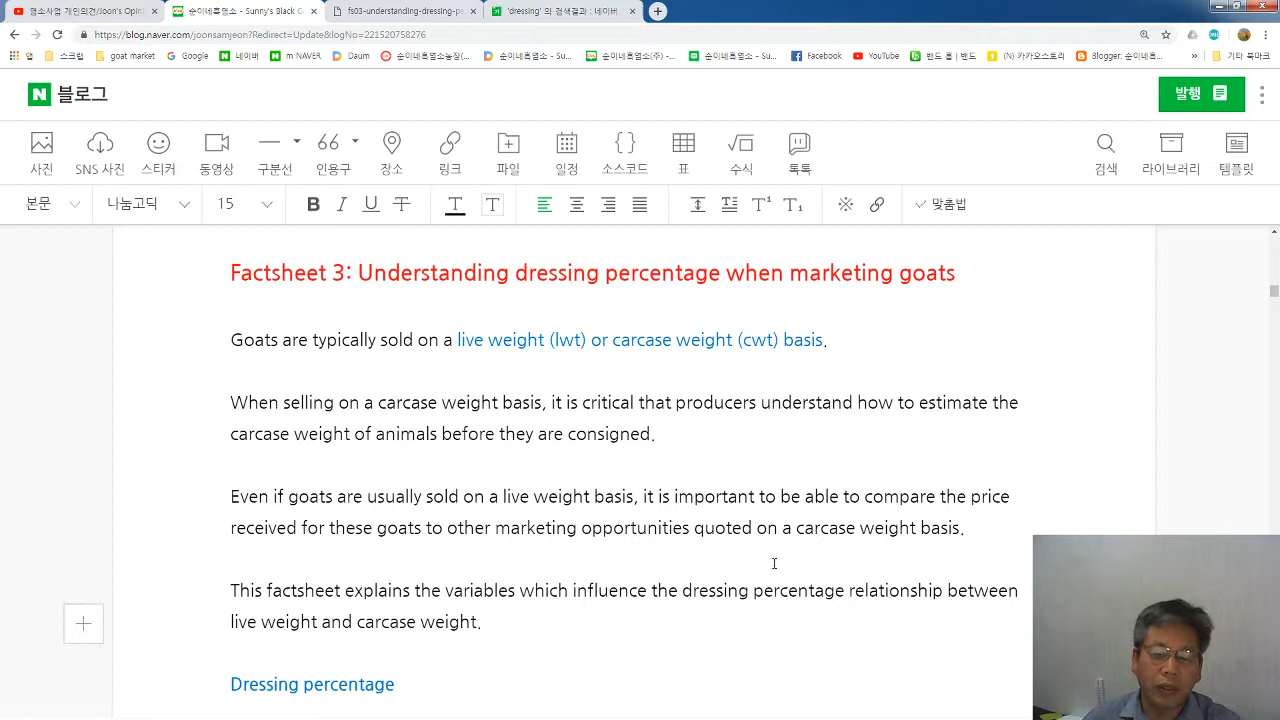 염소사업 개인의견/Joon's Opini
순이네흑염소 - Sunny's Black G
fs03-understanding-dressing-pe
'dressing' 의 검색결과 : 네이버
https://blog.naver.com/joonsamjeon?Redirect=Update&logNo=221520758276
앱
스크랩
goat market
Google
네이버
m NAVER
Daum
순이네흑염소농장(...
순이네흑염소 - Su...
순이네흑염소(주) -...
순이네흑염소 - Su...
Facebook
YouTube
밴드 홈 | 밴드
(N) 카카오스토리
Blogger: 순이네흑...
»
기타 북마크
N 블로그
발행
사진
SNS 사진
스티커
동영상
구분선
66
인용구
장소
링크
파일
일정
{ } 소스코드
표
수식
톡톡
검색
라이브러리
템플릿
본문
나눔고딕
15
B I U T
T T
T¹ T₁
맞춤법
Factsheet 3: Understanding dressing percentage when marketing goats
Goats are typically sold on a live weight (lwt) or carcase weight (cwt) basis.
When selling on a carcase weight basis, it is critical that producers understand how to estimate the
carcase weight of animals before they are consigned.
Even if goats are usually sold on a live weight basis, it is important to be able to compare the price
received for these goats to other marketing opportunities quoted on a carcase weight basis.
This factsheet explains the variables which influence the dressing percentage relationship between
live weight and carcase weight.
Dressing percentage